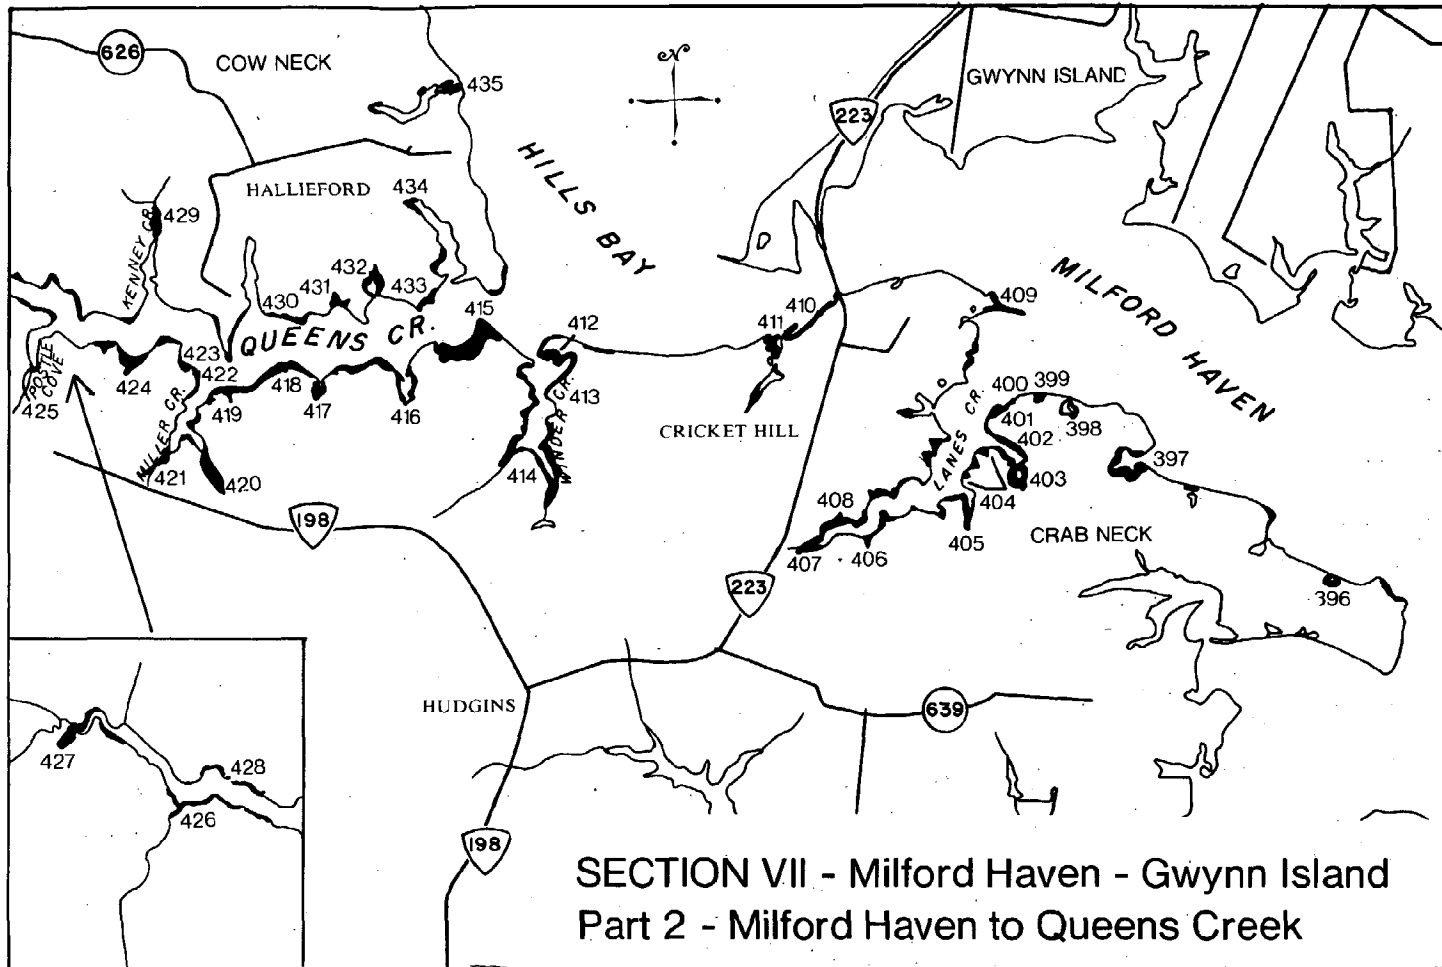 626
COW NECK
435
N
223
GWYNN ISLAND
HILLS BAY
HALLIEFORD
434
429
KENNEY CR.
432
431
433
430
415
QUEENS CR.
412
411
410
409
MILFORD HAVEN
POSTLE COVE
425
424
423
422
MILLER CR.
419
418
417
416
413
WINDER CR.
CRICKET HILL
LANES CR.
400
399
401
402
398
397
421
420
414
198
408
403
404
405
CRAB NECK
407
406
223
396
HUDGINS
639
427
428
426
198
SECTION VII - Milford Haven - Gwynn Island
Part 2 - Milford Haven to Queens Creek